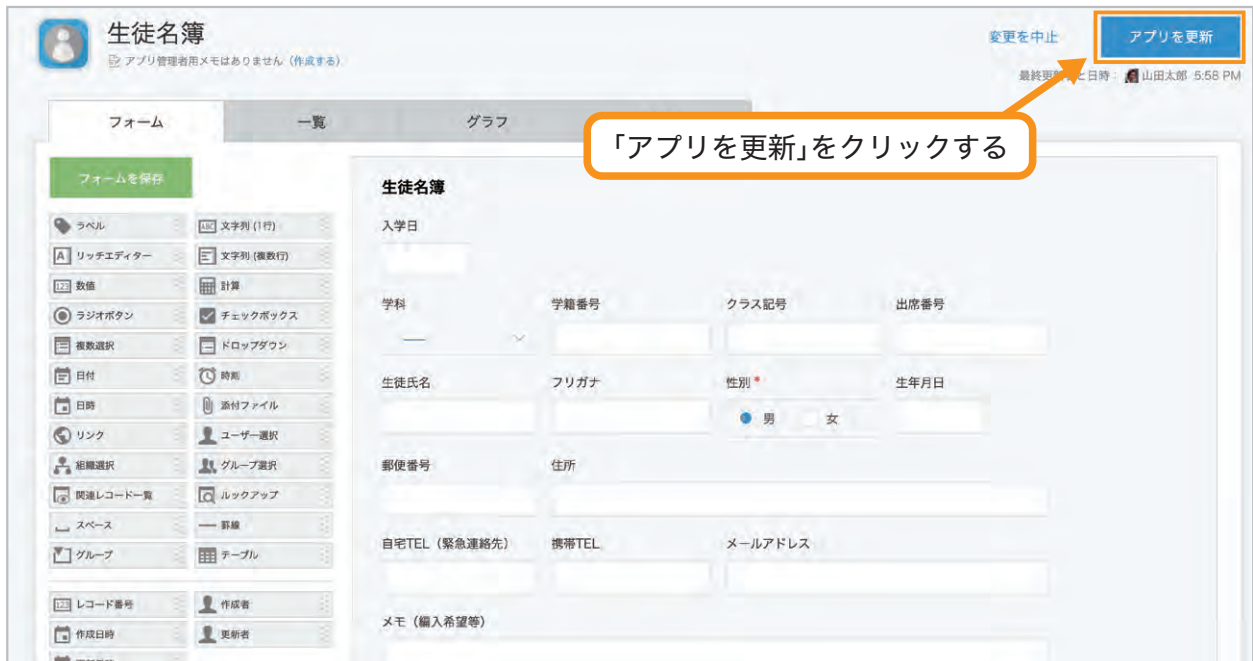 生徒名簿
変更を中止
アプリを更新
アプリ管理者用メモはありません (作成する)
最終更新 と日時: 山田太郎 5:58 PM
フォーム
一覧
グラフ
「アプリを更新」をクリックする
フォームを保存
ラベル
文字列 (1行)
リッチエディター
文字列 (複数行)
数値
計算
ラジオボタン
チェックボックス
複数選択
ドロップダウン
日付
時刻
日時
添付ファイル
リンク
ユーザー選択
組織選択
グループ選択
関連レコード一覧
ルックアップ
スペース
罫線
グループ
テーブル
レコード番号
作成者
作成日時
更新者
生徒名簿
入学日
学科
学籍番号
クラス記号
出席番号
-----
生徒氏名
フリガナ
性別 *
生年月日
男
女
郵便番号
住所
自宅TEL(緊急連絡先)
携帯TEL
メールアドレス
メモ(編入希望等)